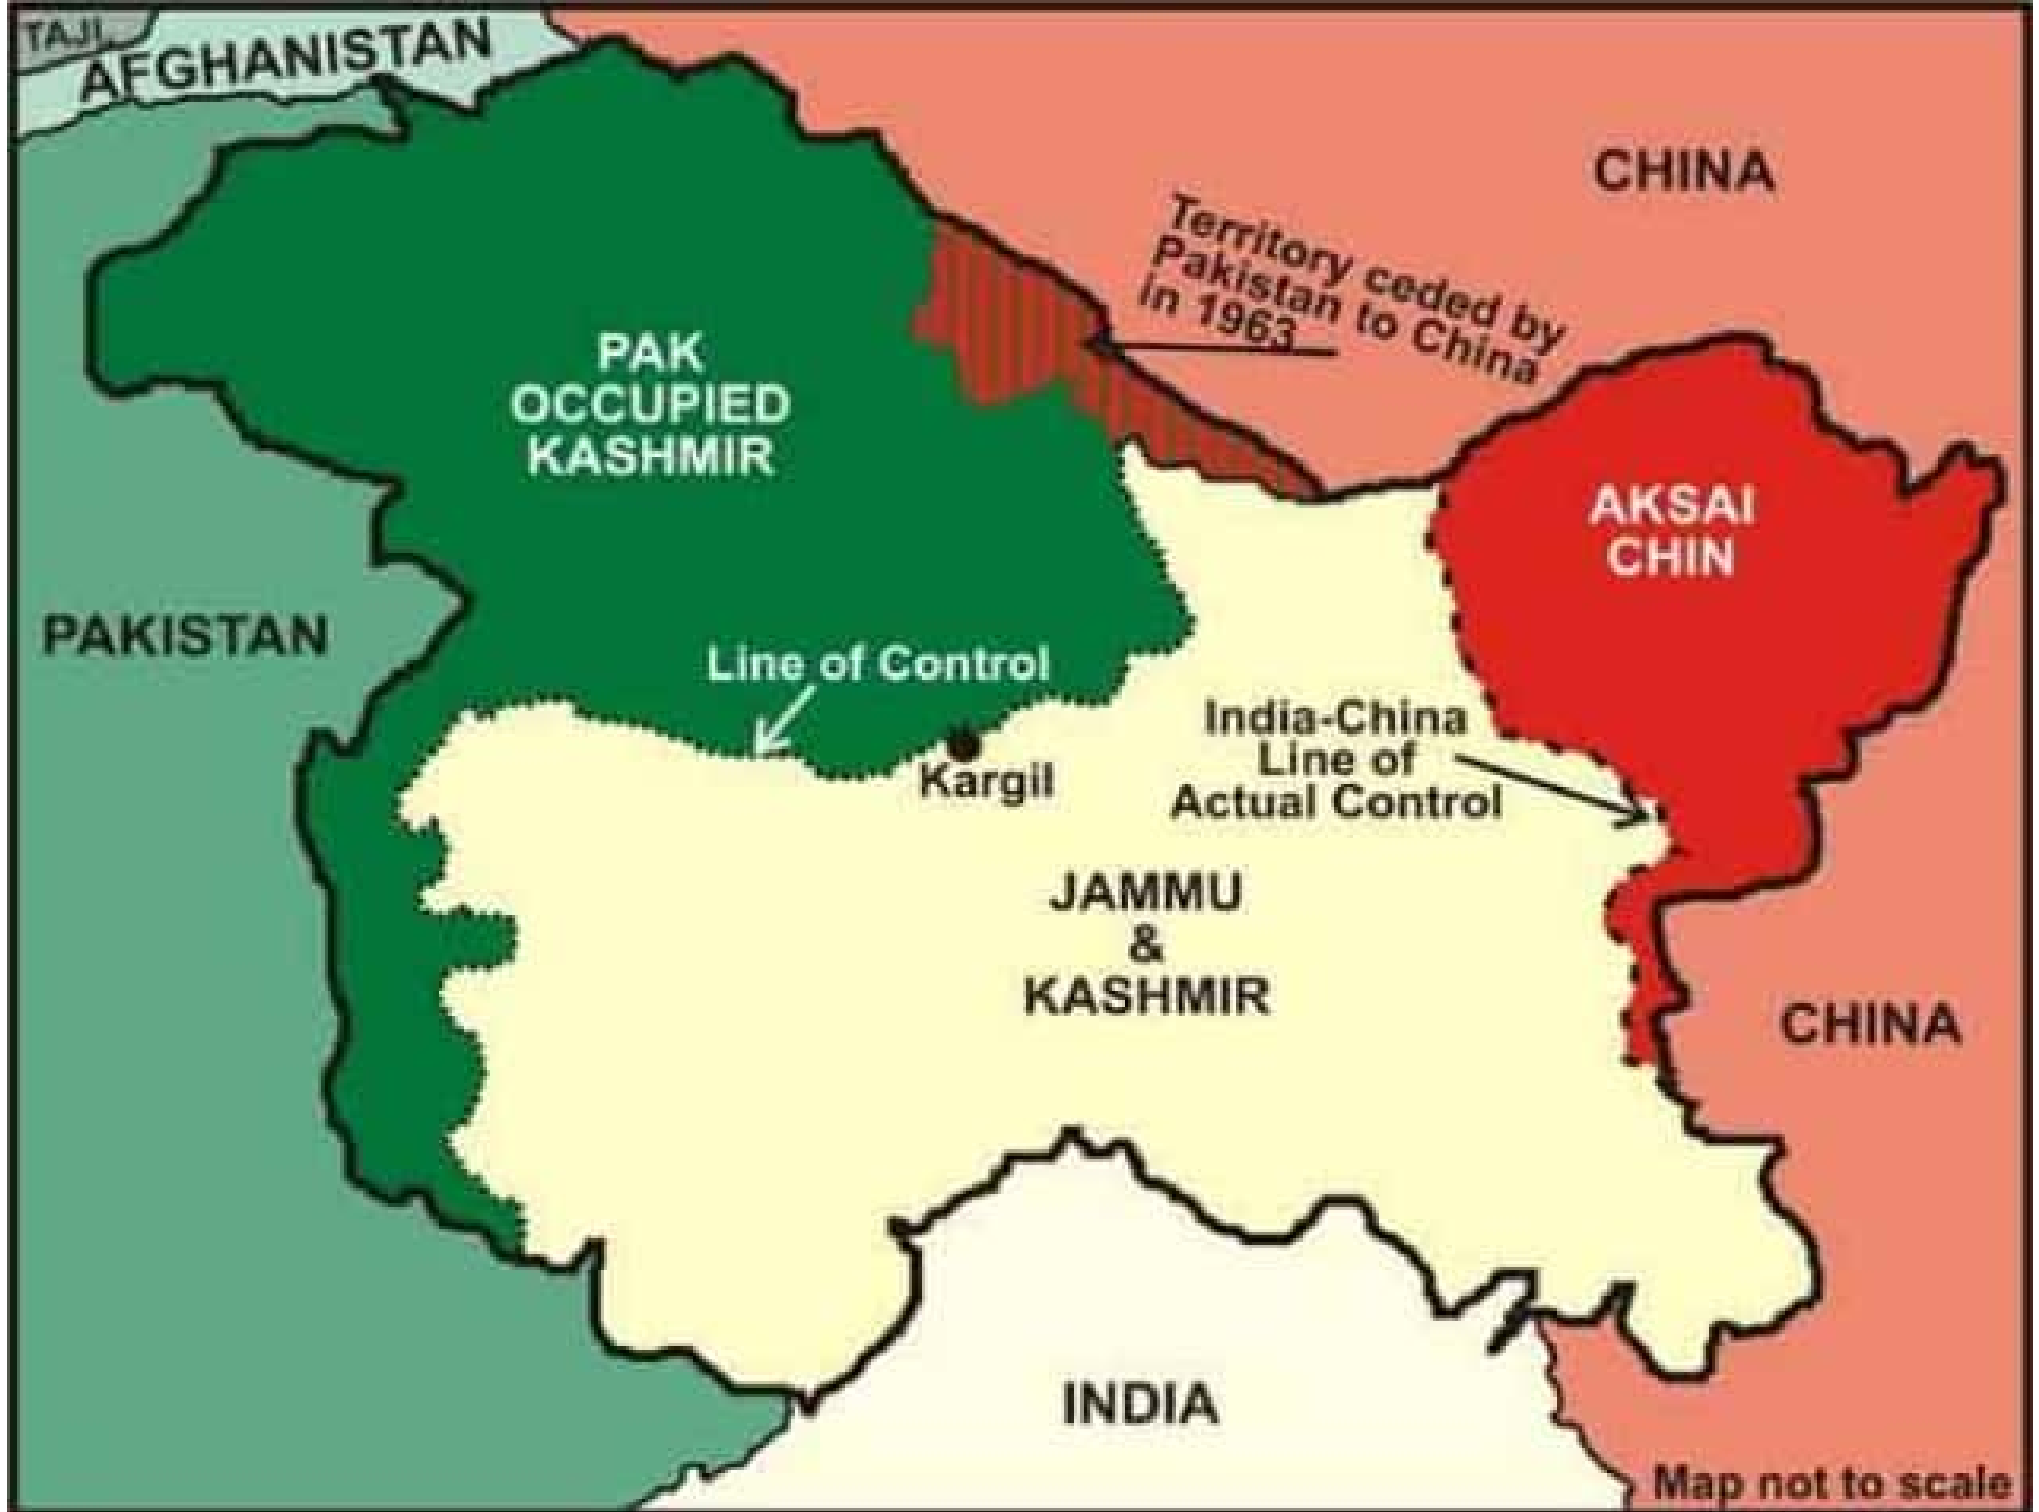 TAJI.
AFGHANISTAN
CHINA
Territory ceded by
Pakistan to China
in 1963
PAK
OCCUPIED
KASHMIR
AKSAI
CHIN
PAKISTAN
Line of Control
India-China
Line of
Actual Control
Kargil
JAMMU
&
KASHMIR
CHINA
INDIA
Map not to scale